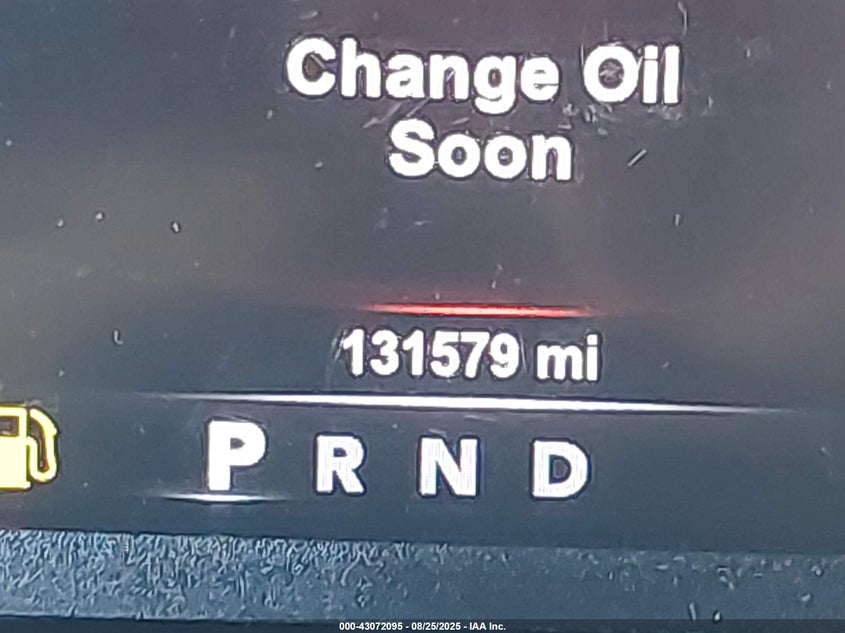 Change Oil
Soon
131579 mi
P R N D
000-43072095 - 08/25/2025 - IAA Inc.